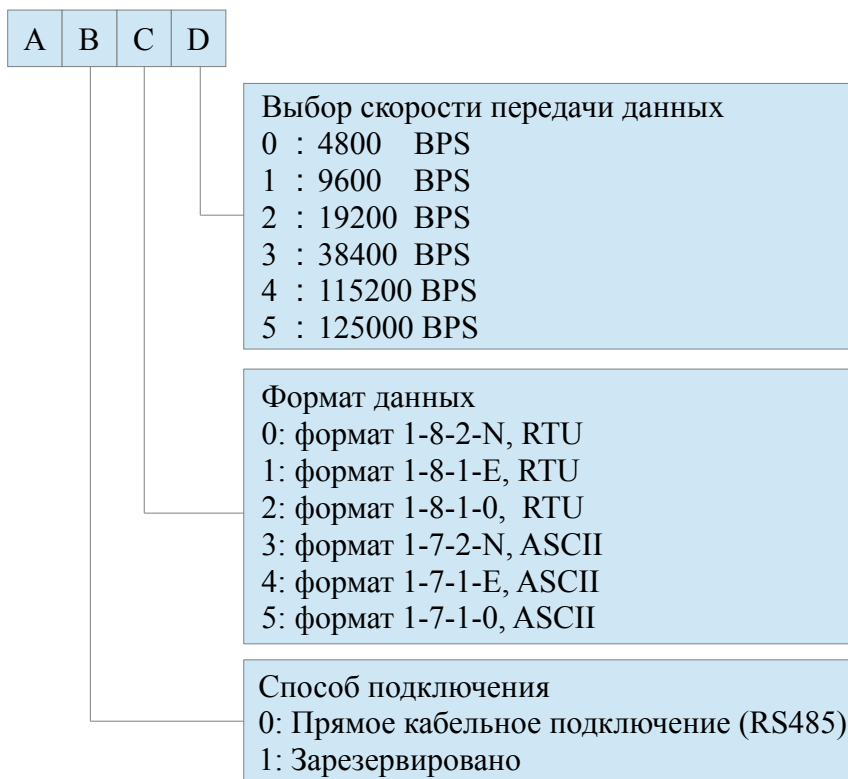 A B C D
Выбор скорости передачи данных
0 : 4800 BPS
1 : 9600 BPS
2 : 19200 BPS
3 : 38400 BPS
4 : 115200 BPS
5 : 125000 BPS
Формат данных
0: формат 1-8-2-N, RTU
1: формат 1-8-1-E, RTU
2: формат 1-8-1-0, RTU
3: формат 1-7-2-N, ASCII
4: формат 1-7-1-E, ASCII
5: формат 1-7-1-0, ASCII
Способ подключения
0: Прямое кабельное подключение (RS485)
1: Зарезервировано